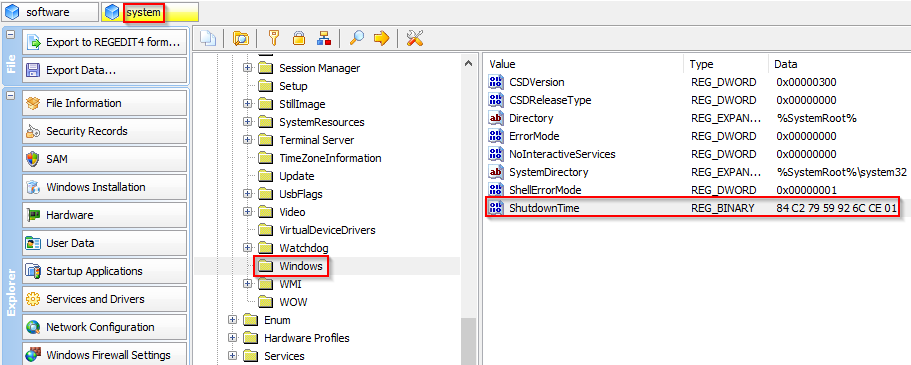 software
system
File
Export to REGEDIT4 form...
Export Data...
Explorer
File Information
Security Records
SAM
Windows Installation
Hardware
User Data
Startup Applications
Services and Drivers
Network Configuration
Windows Firewall Settings
Session Manager
Setup
StillImage
SystemResources
Terminal Server
TimeZoneInformation
Update
UsbFlags
Video
VirtualDeviceDrivers
Watchdog
Windows
WMI
WOW
Enum
Hardware Profiles
Services
Value Type Data
CSDVersion REG_DWORD 0x00000300
CSDReleaseType REG_DWORD 0x00000000
Directory REG_EXPAN... %SystemRoot%
ErrorMode REG_DWORD 0x00000000
NoInteractiveServices REG_DWORD 0x00000000
SystemDirectory REG_EXPAN... %SystemRoot%\system32
ShellErrorMode REG_DWORD 0x00000001
ShutdownTime REG_BINARY 84 C2 79 59 92 6C CE 01